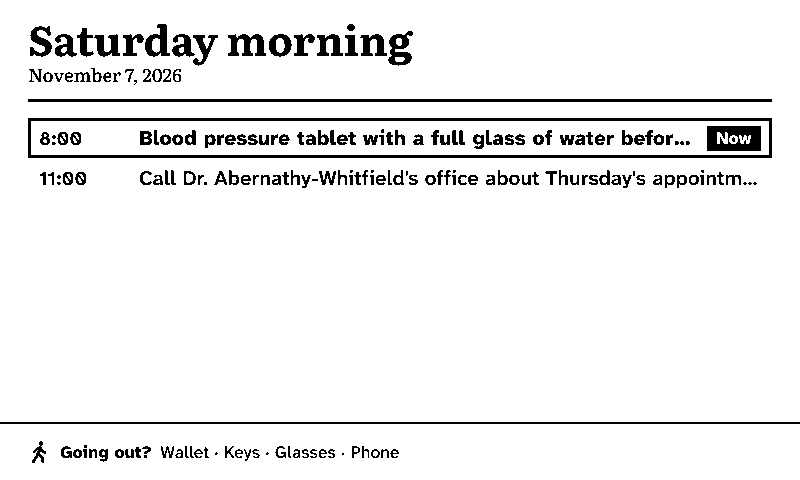 Saturday morning
November 7, 2026
8:00 Blood pressure tablet with a full glass of water befor... Now
11:00 Call Dr. Abernathy-Whitfield's office about Thursday's appointm...
Going out? Wallet · Keys · Glasses · Phone